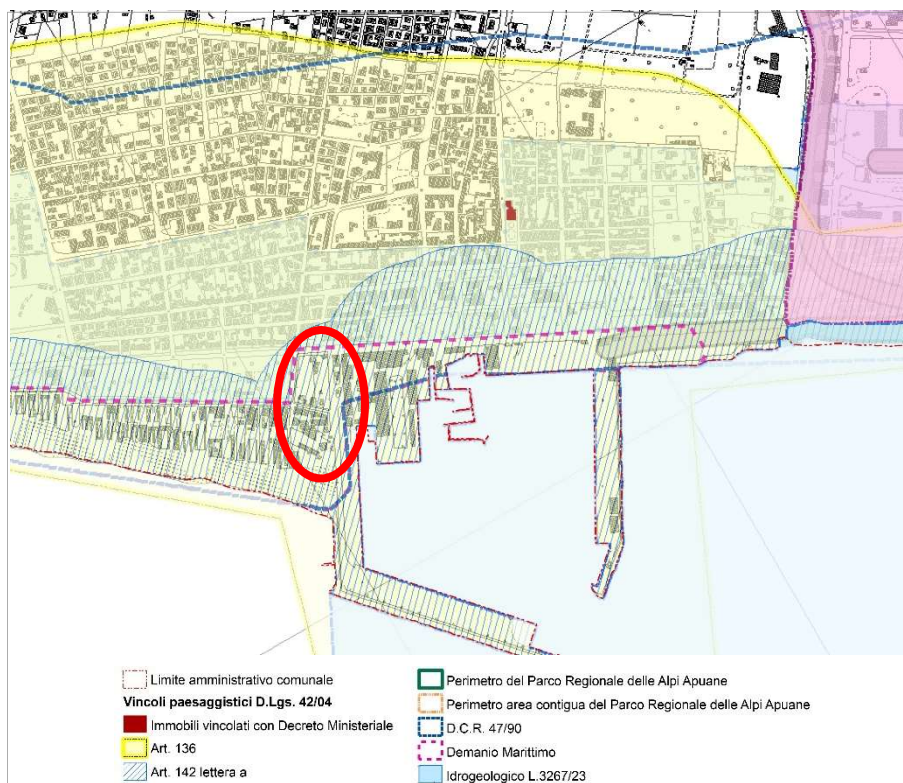 Limite amministrativo comunale
Vincoli paesaggistici D.Lgs. 42/04
Immobili vincolati con Decreto Ministeriale
Art. 136
Art. 142 lettera a
Perimetro del Parco Regionale delle Alpi Apuane
Perimetro area contigua del Parco Regionale delle Alpi Apuane
D.C.R. 47/90
Demanio Marittimo
Idrogeologico L.3267/23